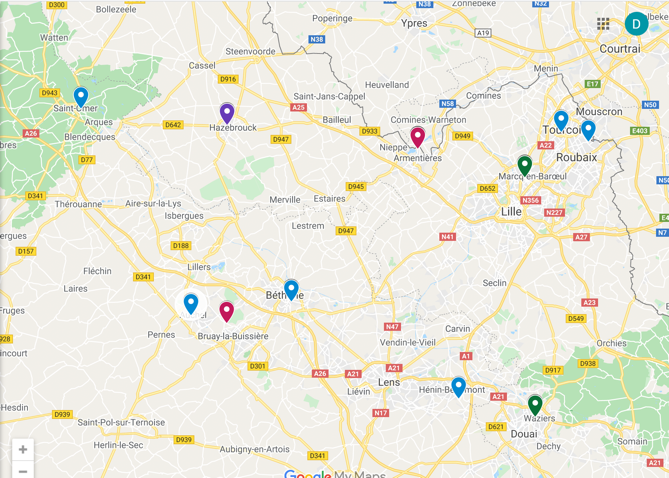 D300
Bollezeele
Poperinge
Ypres
N38
Zonnebeke
N32
Watten
N38
A19
D
Courtrai
Steenvoorde
Cassel
D916
Menin
E17
Heuvelland
D943
Saint-Omer
Saint-Jans-Cappel
A25
N58
Comines
Mouscron
N50
Arques
D642
Hazebrouck
Bailleul
D933
Comines-Warneton
D949
Tourcoing
E403
A26
Blendecques
D947
Nieppe
A22
Armentières
Roubaix
D77
Marcq-en-Barœul
D341
Thérouanne
Aire-sur-la-Lys
Merville
Estaires
D945
D652
N356
Lille
N227
Isbergues
Lestrem
D947
N41
A27
N7
D157
D188
Fléchin
D341
Lillers
Laires
Béthune
Seclin
A23
Fruges
D549
Pernes
Bruay-la-Buissière
N47
Carvin
Vendin-le-Vieil
A1
Orchies
D301
A26
A21
A21
Lens
D917
D938
Liévin
Hénin-Beaumont
A21
Hesdin
D939
N17
Waziers
Saint-Pol-sur-Ternoise
D621
Douai
Herlin-le-Sec
D939
Dechy
Somain
Aubigny-en-Artois
D341
A21
Google My Maps